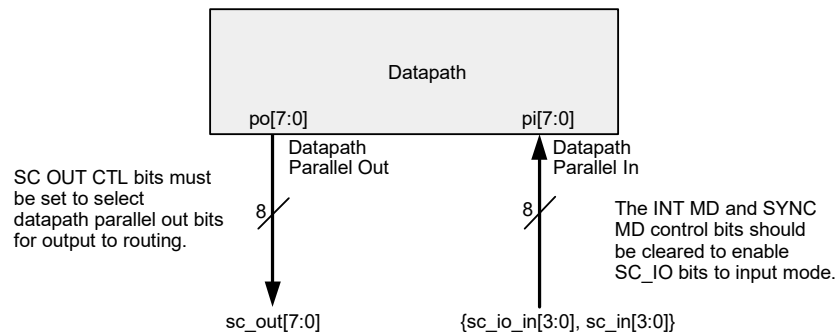 Datapath
po[7:0]
pi[7:0]
Datapath
Parallel Out
Datapath
Parallel In
SC OUT CTL bits must
be set to select
datapath parallel out bits
for output to routing.
8
8
The INT MD and SYNC
MD control bits should
be cleared to enable
SC_IO bits to input mode.
sc_out[7:0]
{sc_io_in[3:0], sc_in[3:0]}